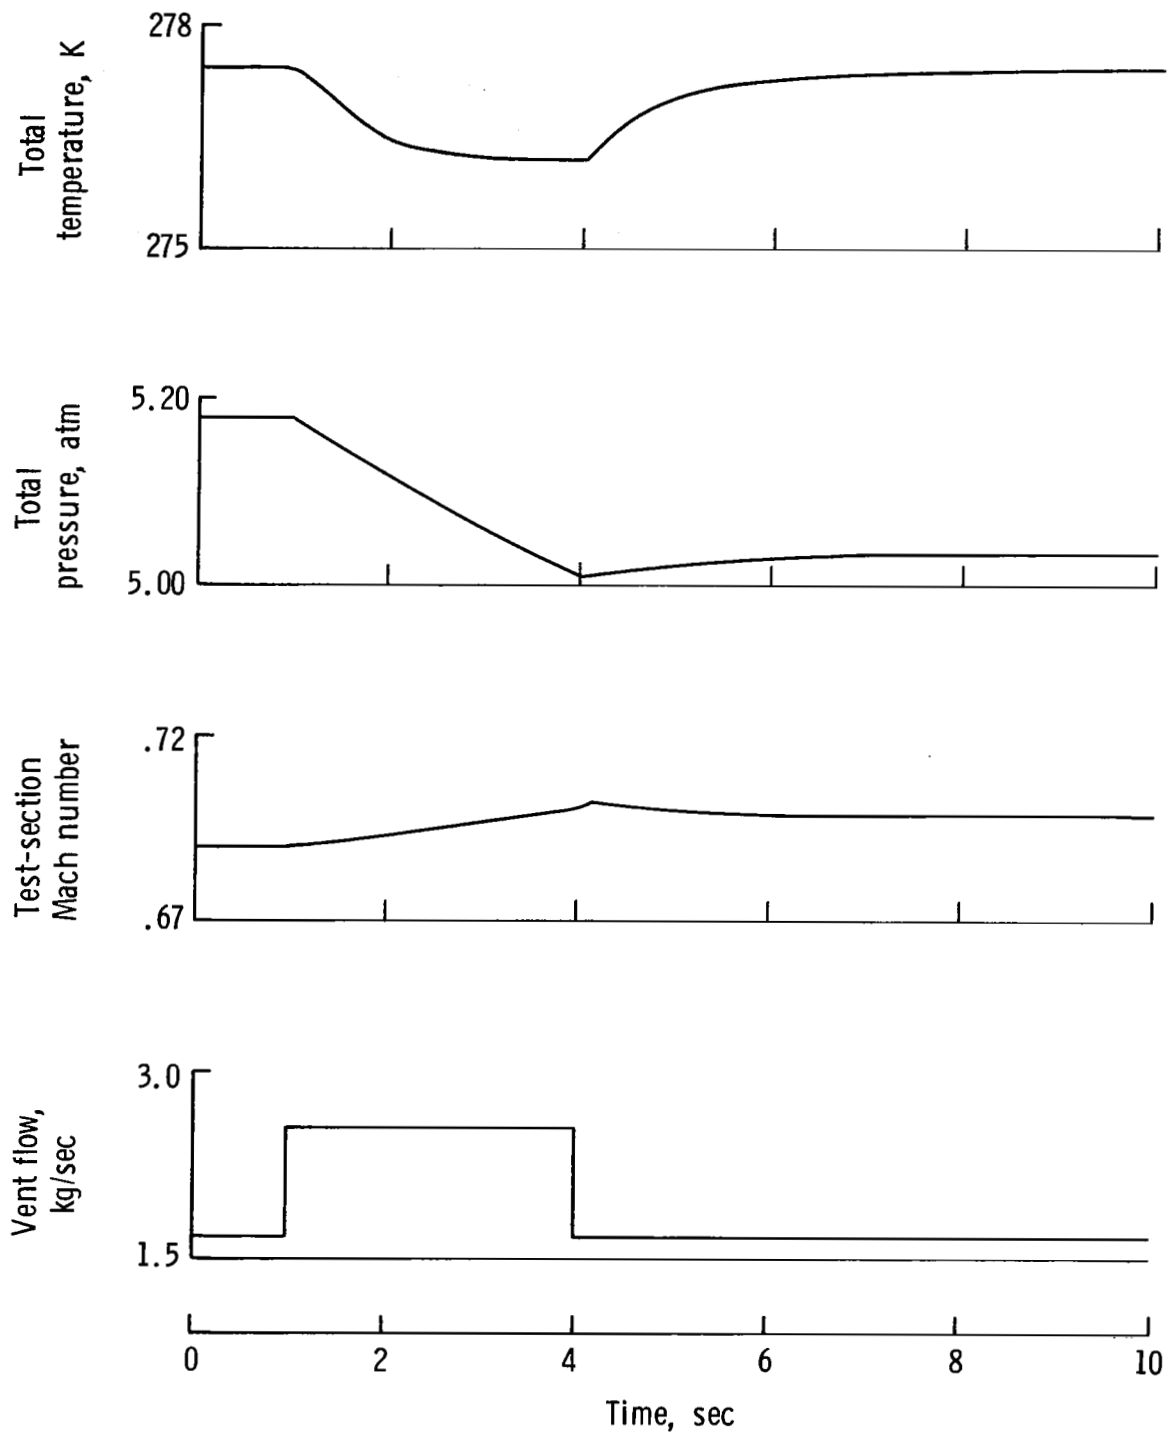 278
Total
temperature, K
275
5.20
Total
pressure, atm
5.00
.72
Test-section
Mach number
.67
3.0
Vent flow,
kg/sec
1.5
0 2 4 6 8 10
Time, sec